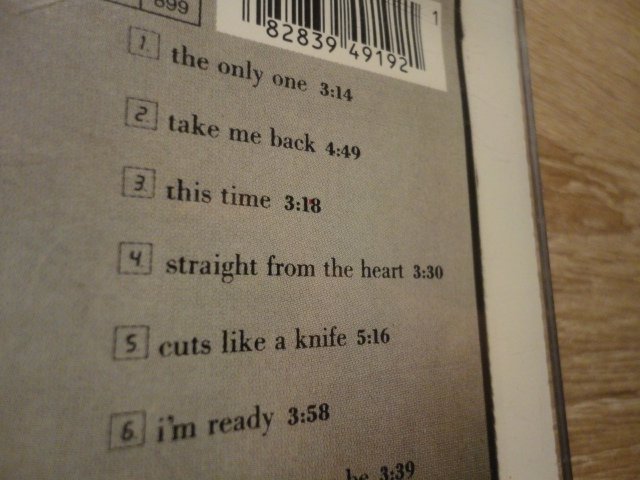 899
1
82839 49192
1. the only one 3:14
2. take me back 4:49
3. this time 3:18
4. straight from the heart 3:30
5 cuts like a knife 5:16
6. i'm ready 3:58
be 3:39